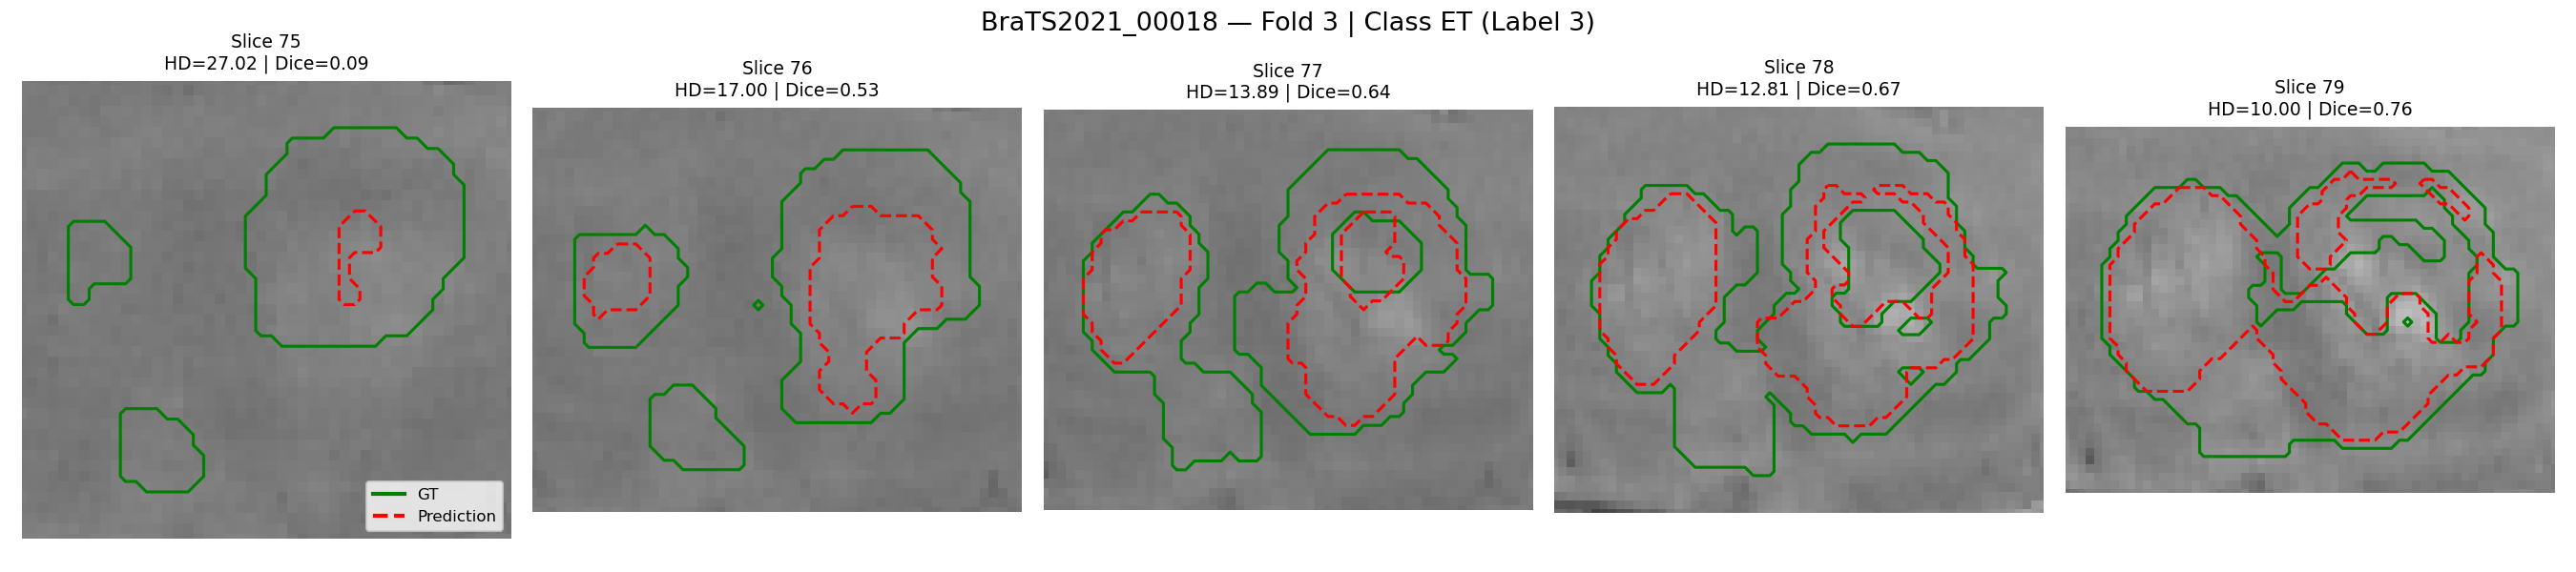 BraTS2021_00018 — Fold 3 | Class ET (Label 3)
Slice 75
HD=27.02 | Dice=0.09
Slice 76
HD=17.00 | Dice=0.53
Slice 77
HD=13.89 | Dice=0.64
Slice 78
HD=12.81 | Dice=0.67
Slice 79
HD=10.00 | Dice=0.76
GT
Prediction